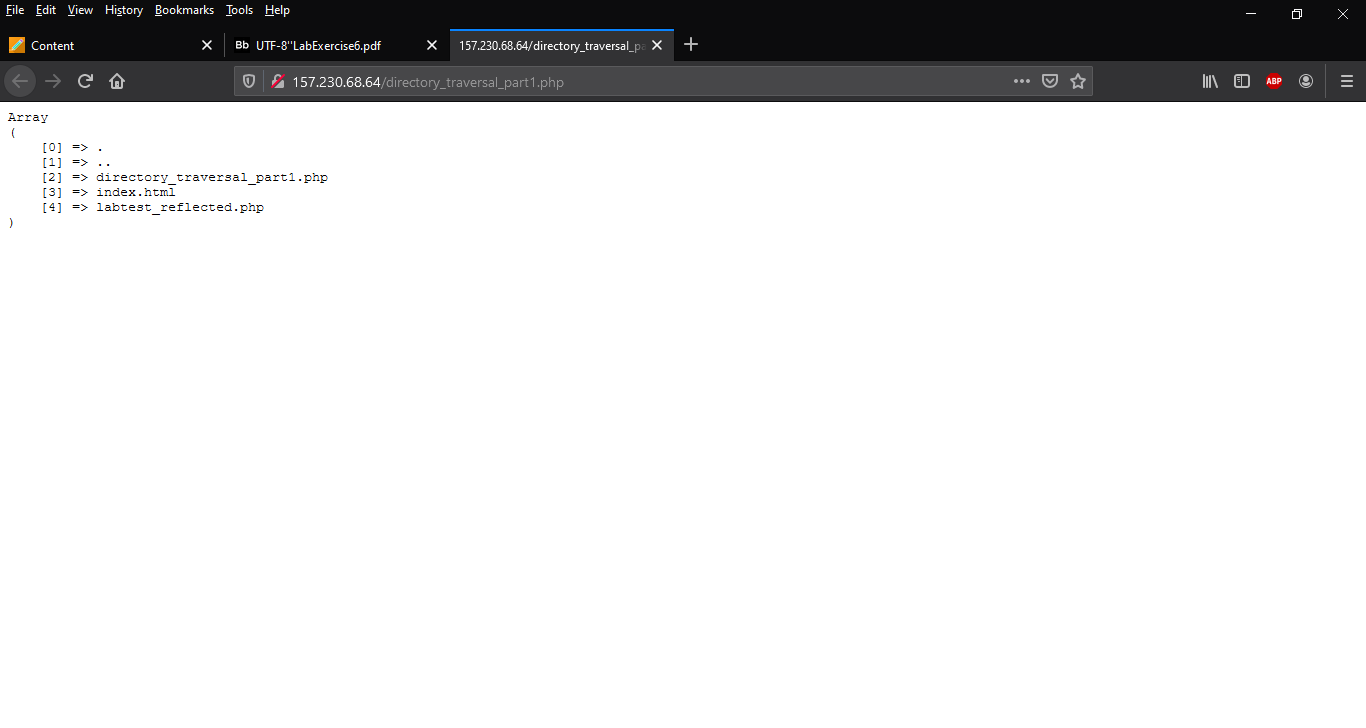 File Edit View History Bookmarks Tools Help
Content
Bb UTF-8''LabExercise6.pdf
157.230.68.64/directory_traversal_pa
157.230.68.64/directory_traversal_part1.php
ABP
Array
(
[0] => .
[1] => ..
[2] => directory_traversal_part1.php
[3] => index.html
[4] => labtest_reflected.php
)